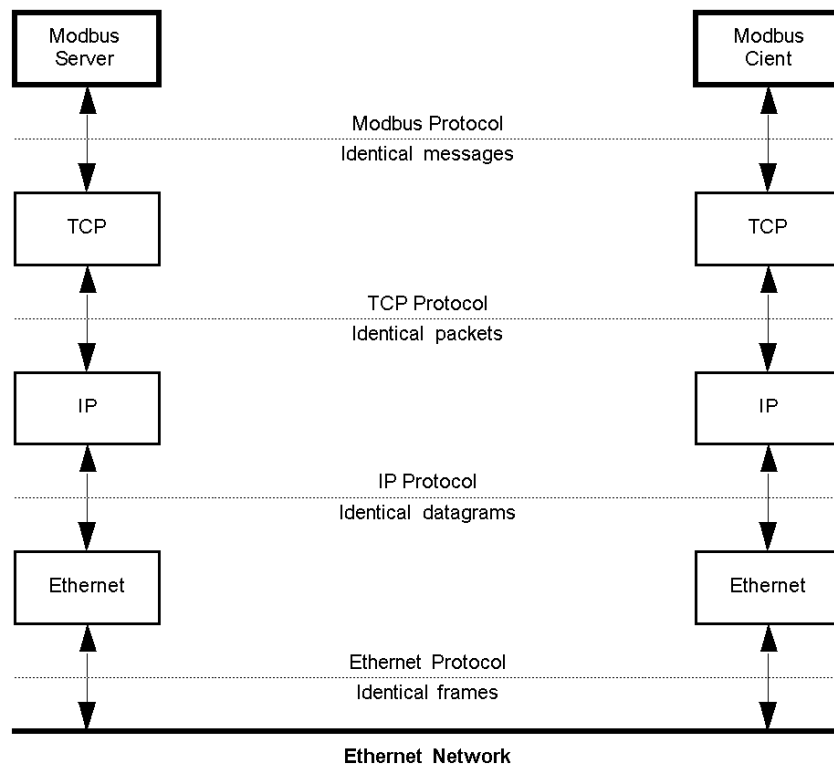 Modbus
Server
Modbus
Cient
Modbus Protocol
Identical messages
TCP
TCP
TCP Protocol
Identical packets
IP
IP
IP Protocol
Identical datagrams
Ethernet
Ethernet
Ethernet Protocol
Identical frames
Ethernet Network